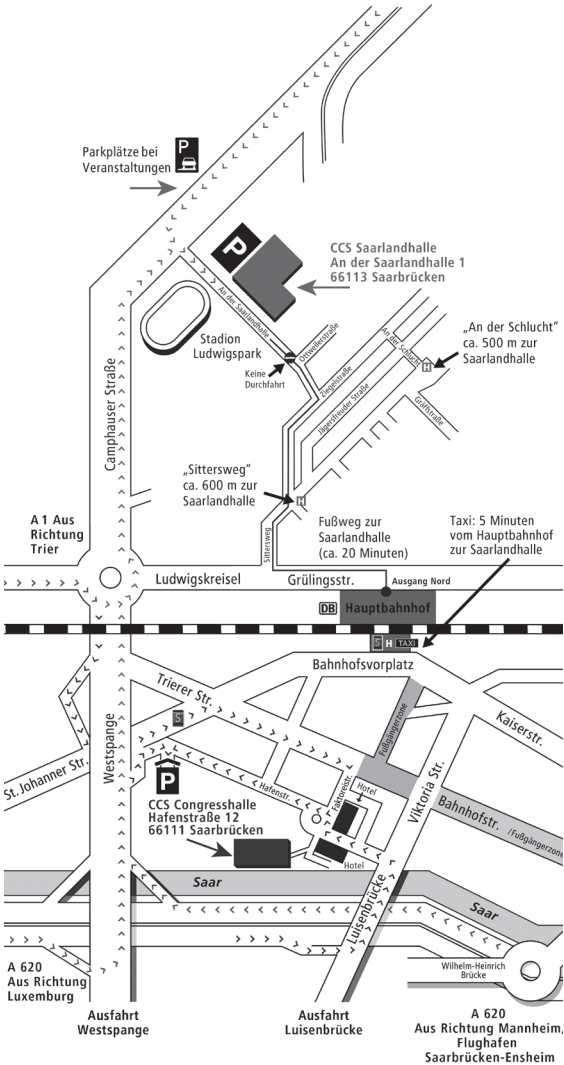 P
Parkplätze bei
Veranstaltungen
P
CCS Saarlandhalle
An der Saarlandhalle 1
66113 Saarbrücken
An der Saarlandhalle
Stadion
Ludwigspark
Ottweilerstraße
Keine
Durchfahrt
Ziegelstraße
An der Schlucht
„An der Schlucht“
ca. 500 m zur
Saarlandhalle
H
Jägersfreuder Straße
Gräfstraße
Camphauser Straße
„Sittersweg“
ca. 600 m zur
Saarlandhalle
H
Sittersweg
A 1 Aus
Richtung
Trier
Fußweg zur
Saarlandhalle
(ca. 20 Minuten)
Taxi: 5 Minuten
vom Hauptbahnhof
zur Saarlandhalle
Ludwigskreisel
Grülingsstr.
Ausgang Nord
DB Hauptbahnhof
S H TAXI
Bahnhofsvorplatz
Trierer Str.
S
Westspange
St. Johanner Str.
Kaiserstr.
Fußgängerzone
Viktoria Str.
Bahnhofstr. /Fußgängerzone
P
Hafenstr.
Faktoreistr.
Hotel
CCS Congresshalle
Hafenstraße 12
66111 Saarbrücken
Hotel
Luisenbrücke
Saar
Saar
A 620
Aus Richtung
Luxemburg
Wilhelm-Heinrich
Brücke
Ausfahrt
Westspange
Ausfahrt
Luisenbrücke
A 620
Aus Richtung Mannheim,
Flughafen
Saarbrücken-Ensheim